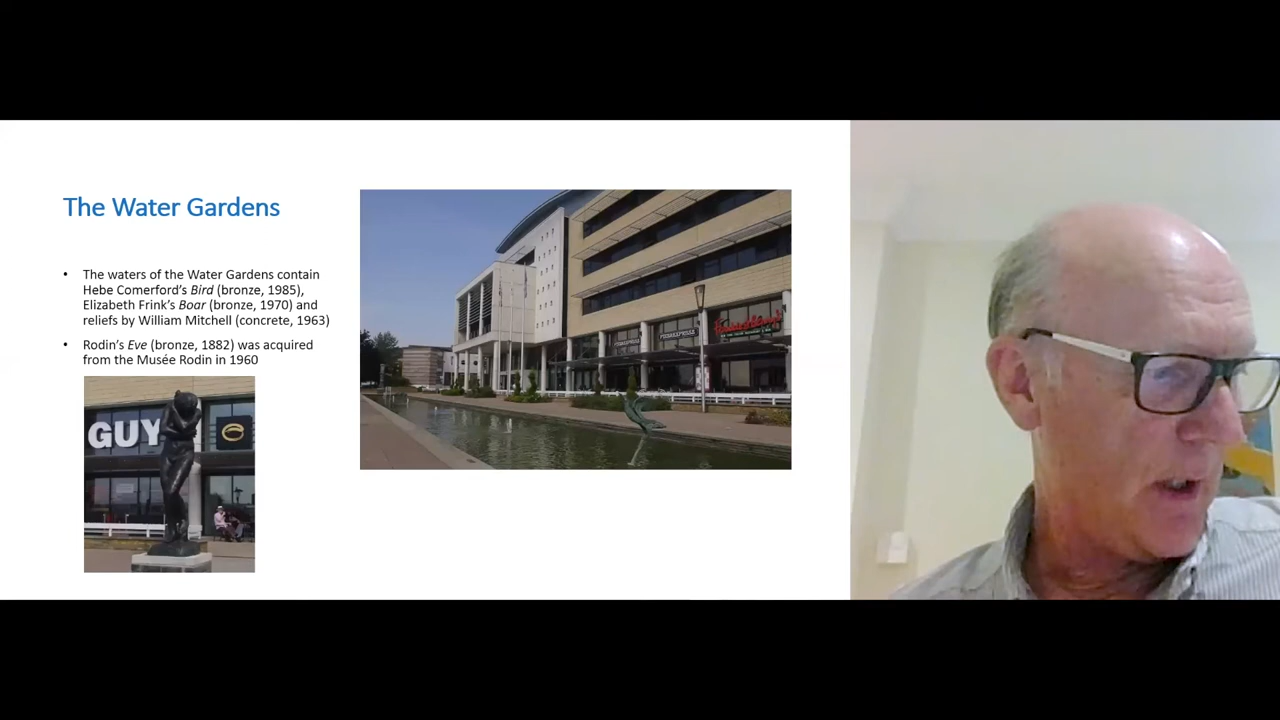 The Water Gardens
• The waters of the Water Gardens contain
Hebe Comerford's Bird (bronze, 1985),
Elizabeth Frink's Boar (bronze, 1970) and
reliefs by William Mitchell (concrete, 1963)
• Rodin's Eve (bronze, 1882) was acquired
from the Musée Rodin in 1960
GUY